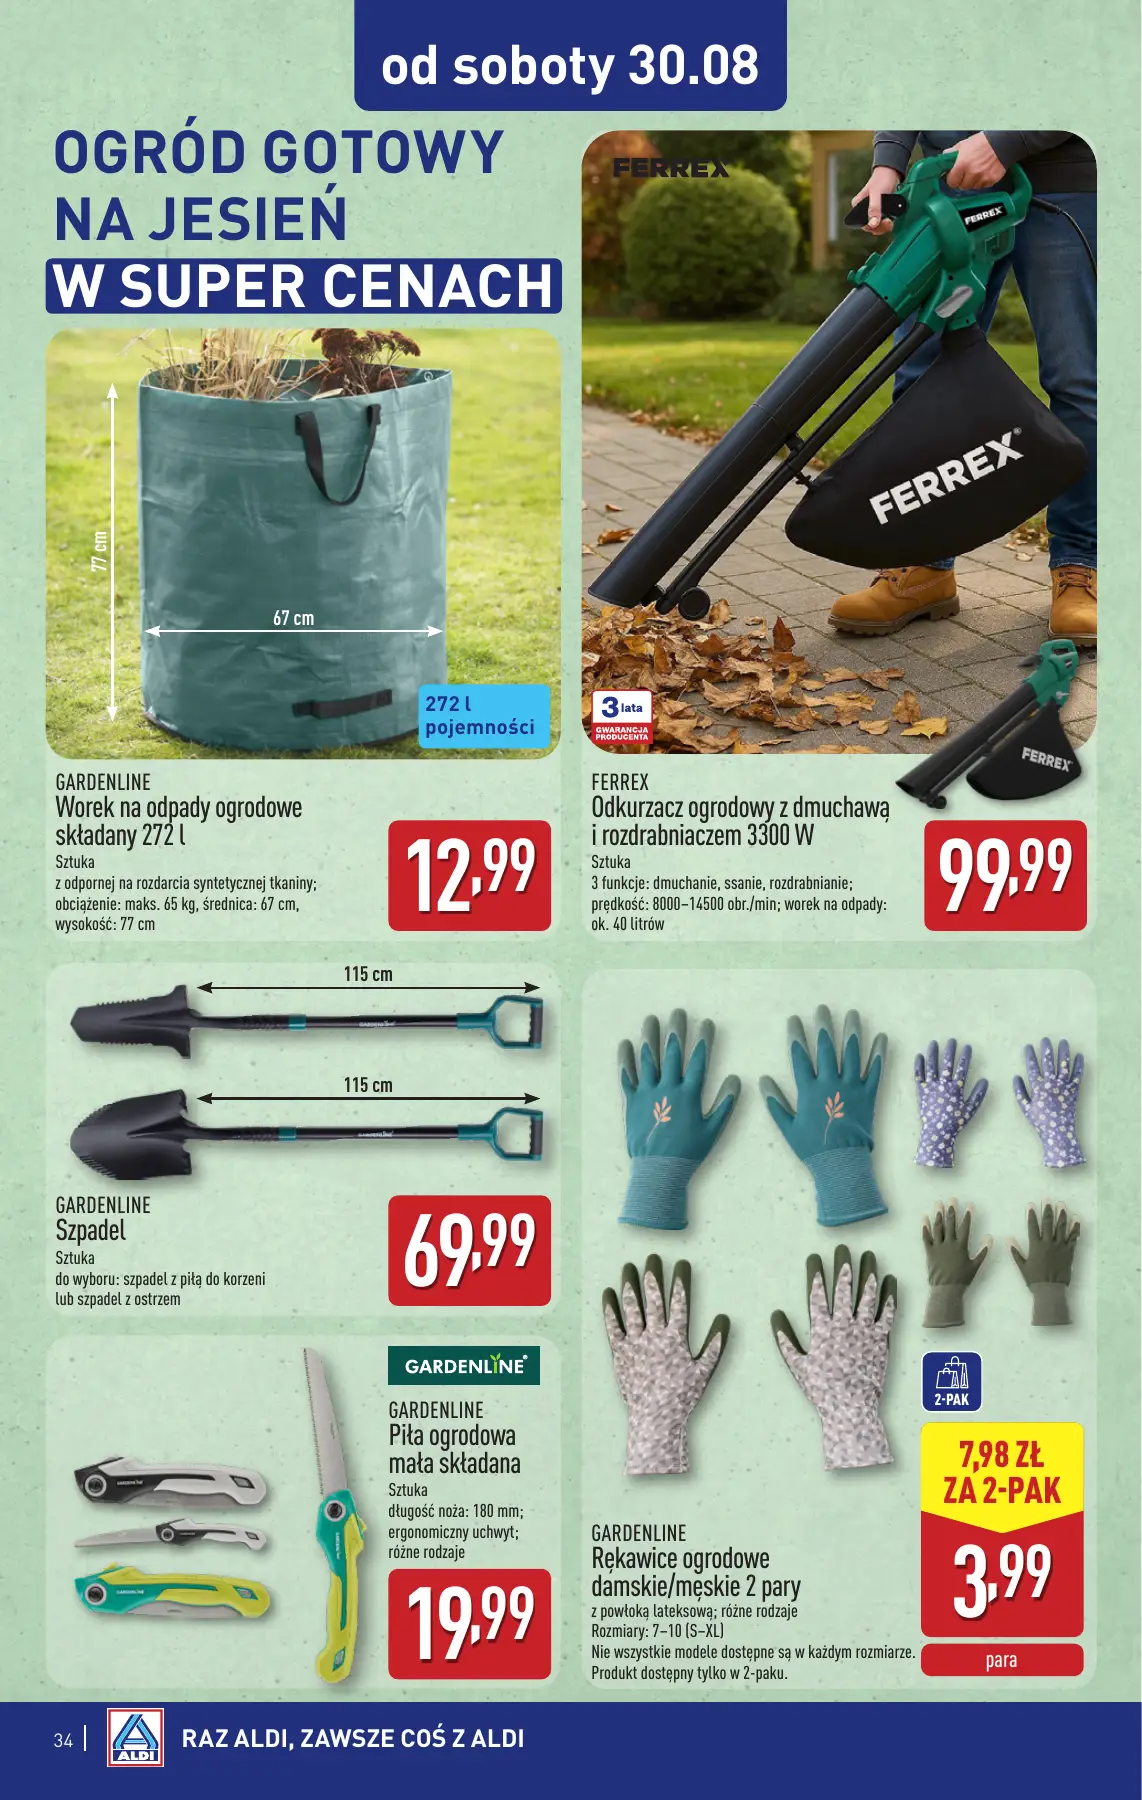 od soboty 30.08
OGRÓD GOTOWY
NA JESIEŃ
W SUPER CENACH
77 cm
67 cm
272 l
pojemności
GARDENLINE
Worek na odpady ogrodowe
składany 272 l
Sztuka
z odpornej na rozdarcia syntetycznej tkaniny;
obciążenie: maks. 65 kg, średnica: 67 cm,
wysokość: 77 cm
12,99
FERREX
FERREX
FERREX®
3 lata
GWARANCJA
PRODUCENTA
FERREX
FERREX
Odkurzacz ogrodowy z dmuchawą
i rozdrabniaczem 3300 W
Sztuka
3 funkcje: dmuchanie, ssanie, rozdrabnianie;
prędkość: 8000–14500 obr./min; worek na odpady:
ok. 40 litrów
99,99
115 cm
GARDENLINE
115 cm
GARDENLINE
GARDENLINE
Szpadel
Sztuka
do wyboru: szpadel z piłą do korzeni
lub szpadel z ostrzem
69,99
GARDENLINE®
GARDENLINE
Piła ogrodowa
mała składana
Sztuka
długość noża: 180 mm;
ergonomiczny uchwyt;
różne rodzaje
19,99
GARDENLINE
GARDENLINE
2-PAK
7,98 ZŁ
ZA 2-PAK
3,99
para
GARDENLINE
Rękawice ogrodowe
damskie/męskie 2 pary
z powłoką lateksową; różne rodzaje
Rozmiary: 7–10 (S–XL)
Nie wszystkie modele dostępne są w każdym rozmiarze.
Produkt dostępny tylko w 2-paku.
34
ALDI
RAZ ALDI, ZAWSZE COŚ Z ALDI